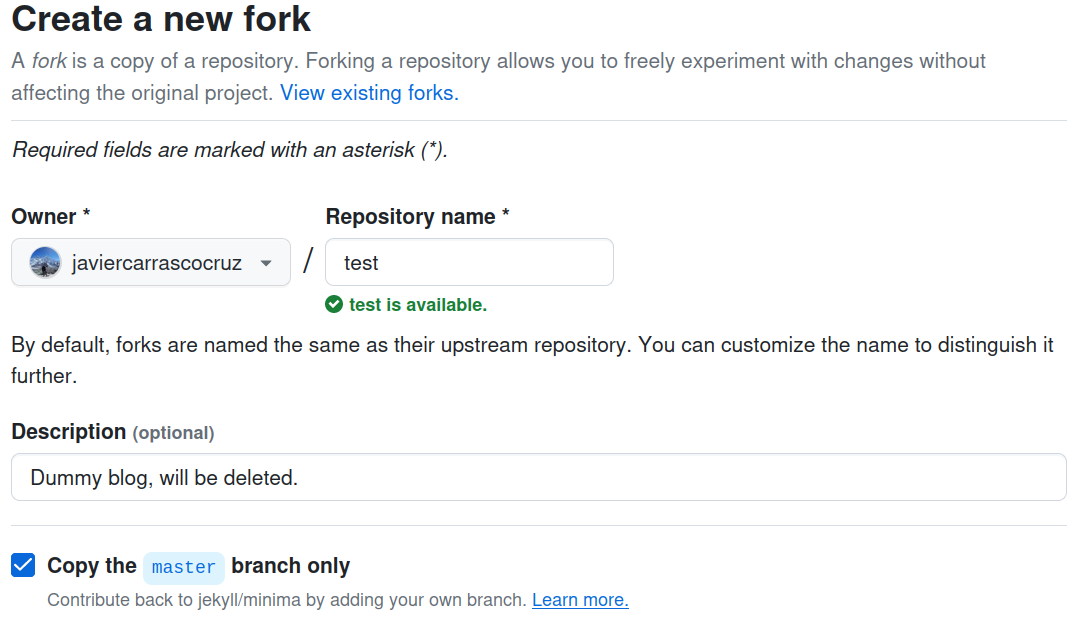 Create a new fork
A fork is a copy of a repository. Forking a repository allows you to freely experiment with changes without
affecting the original project. View existing forks.
Required fields are marked with an asterisk (*).
Owner *
Repository name *
javiercarrascocruz / test
test is available.
By default, forks are named the same as their upstream repository. You can customize the name to distinguish it
further.
Description (optional)
Dummy blog, will be deleted.
Copy the master branch only
Contribute back to jekyll/minima by adding your own branch. Learn more.